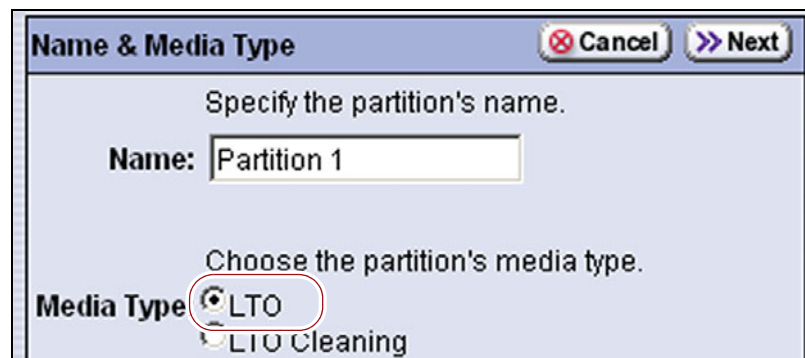 Name & Media Type Cancel Next
Specify the partition's name.
Name: Partition 1
Choose the partition's media type.
Media Type LTO
LTO Cleaning